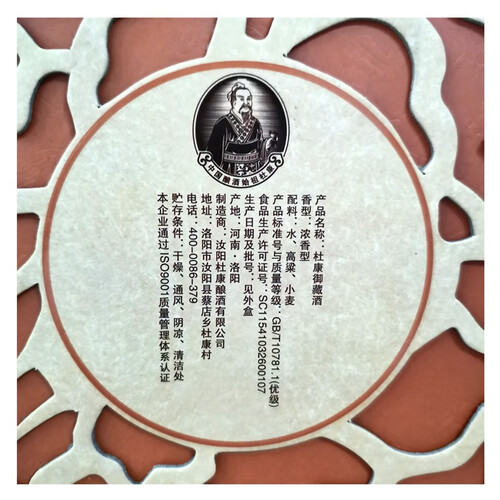 中国酿酒始祖杜康
产品名称：杜康御藏酒
香型：浓香型
配料：水、高粱、小麦
产品标准号与质量等级：GB/T10781.1(优级)
食品生产许可证号：SC11541032600107
生产日期及批号：见外盒
产地：河南·洛阳
制造商：汝阳杜康酿酒有限公司
地址：洛阳市汝阳县蔡店乡杜康村
电话：400-0086-379
贮存条件：干燥、通风、阴凉、清洁处
本企业通过ISO9001质量管理体系认证